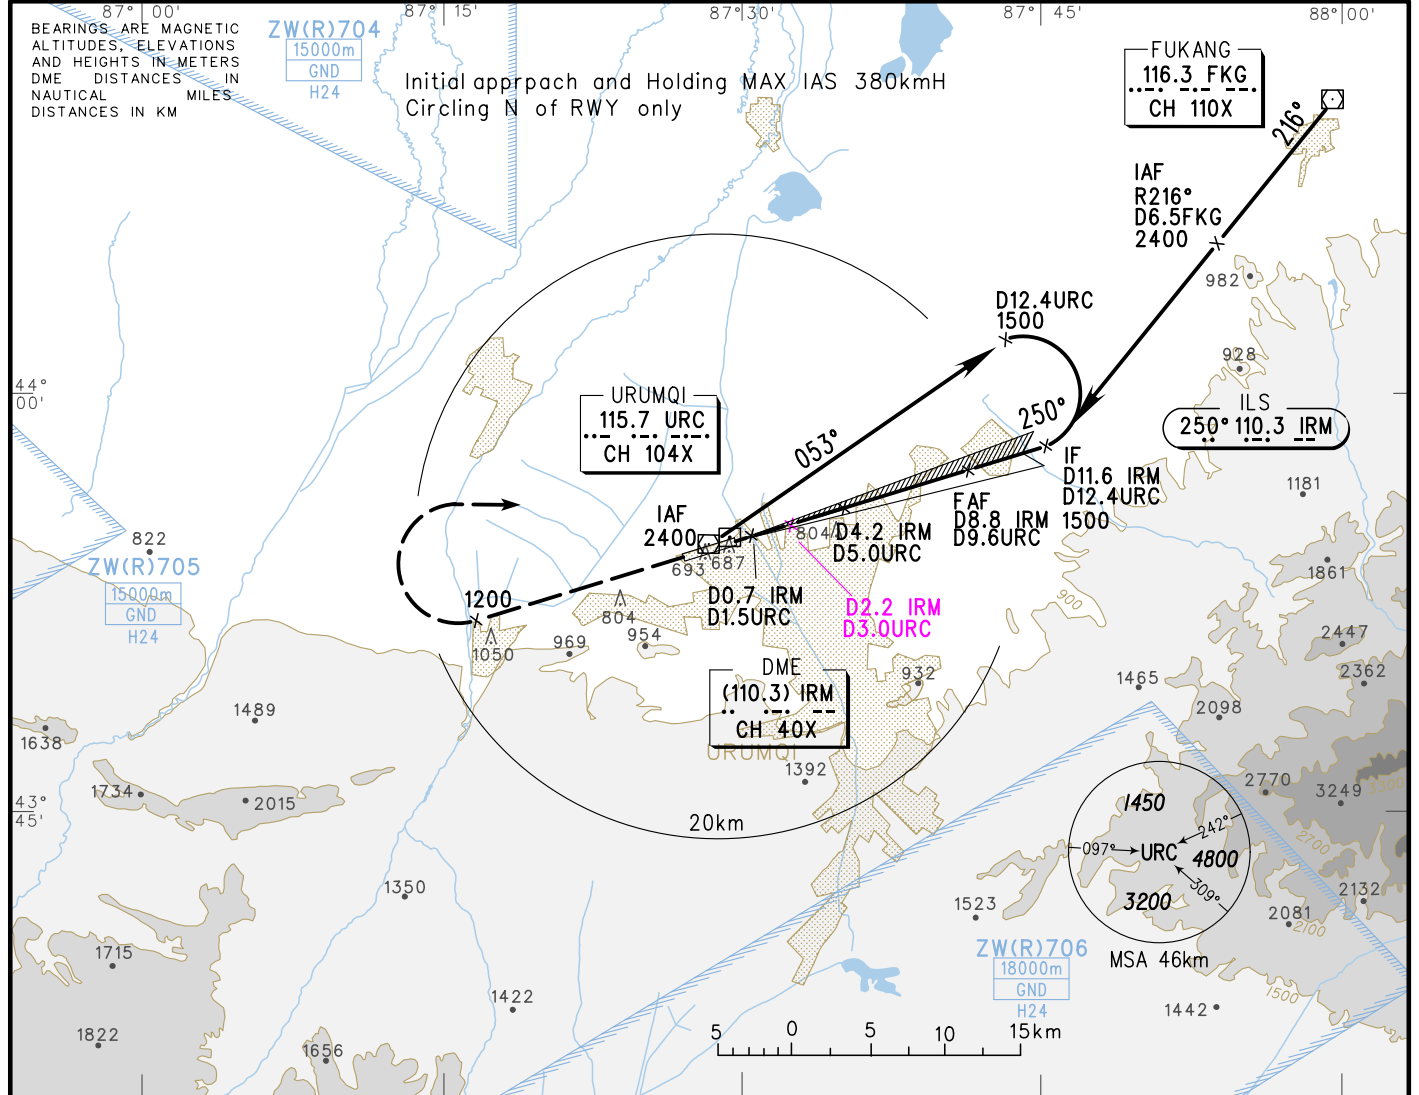 87° 00'
87° 15'
87° 30'
87° 45'
88° 00'
BEARINGS ARE MAGNETIC
ALTITUDES, ELEVATIONS
AND HEIGHTS IN METERS
DME DISTANCES IN
NAUTICAL MILES
DISTANCES IN KM
ZW(R)704
15000m
GND
H24
Initial apprpach and Holding MAX IAS 380kmH
Circling N of RWY only
FUKANG
116.3 FKG
CH 110X
216°
IAF
R216°
D6.5FKG
2400
982
D12.4URC
1500
928
44°
00'
URUMQI
115.7 URC
CH 104X
053°
250°
ILS
250° 110.3 IRM
IF
D11.6 IRM
D12.4URC
1500
1181
FAF
D8.8 IRM
D9.6URC
IAF
2400
804
D4.2 IRM
D5.0URC
693
687
822
ZW(R)705
15000m
GND
H24
1861
900
1200
804
D0.7 IRM
D1.5URC
D2.2 IRM
D3.0URC
1050
969
954
2447
2362
DME
(110.3) IRM
CH 40X
932
1465
2098
1489
1638
URUMQI
1392
1734
2015
2770
3249
3300
43°
45'
20km
1450
242°
097°
URC
4800
309°
3200
MSA 46km
2700
1350
1523
2132
2081
2100
ZW(R)706
18000m
GND
H24
1715
1422
1442
1500
1822
1656
5
0
5
10
15km